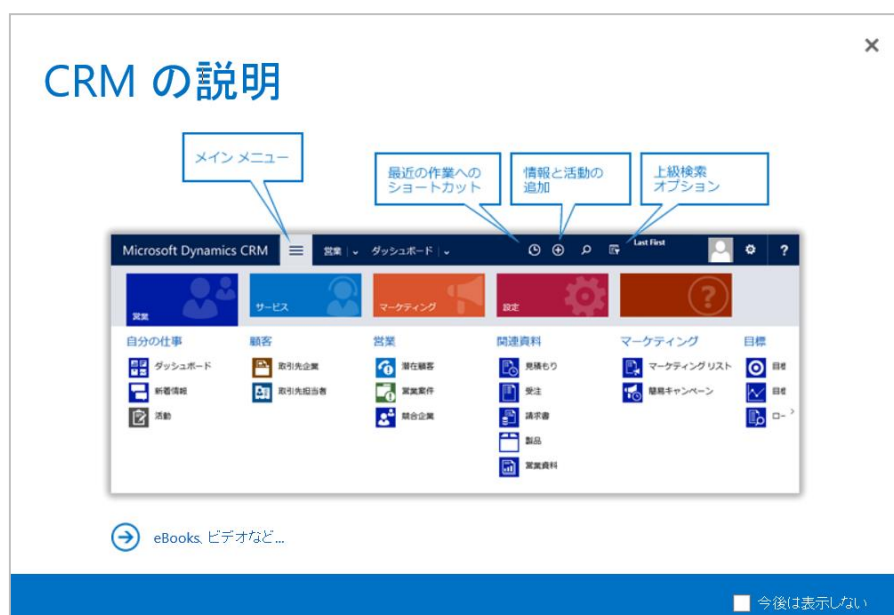 CRM の説明
メイン メニュー
最近の作業への
ショートカット
情報と活動の
追加
上級検索
オプション
Microsoft Dynamics CRM
営業
ダッシュボード
Last First
?
営業
サービス
マーケティング
設定
?
自分の仕事
顧客
営業
関連資料
マーケティング
目標
ダッシュボード
取引先企業
潜在顧客
見積もり
マーケティング リスト
新着情報
取引先担当者
営業案件
受注
簡易キャンペーン
活動
競合企業
請求書
ロー
製品
営業資料
eBooks, ビデオなど...
今後は表示しない